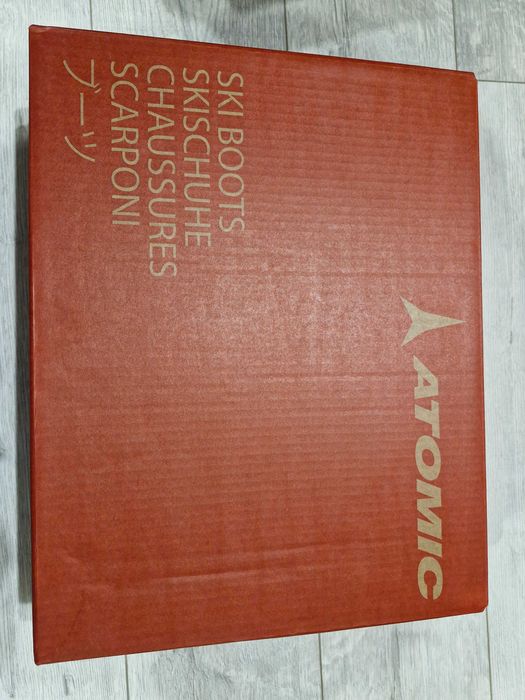 ATOMIC
SKI BOOTS
SKISCHUHE
CHAUSSURES
SCARPONI
ブーツ